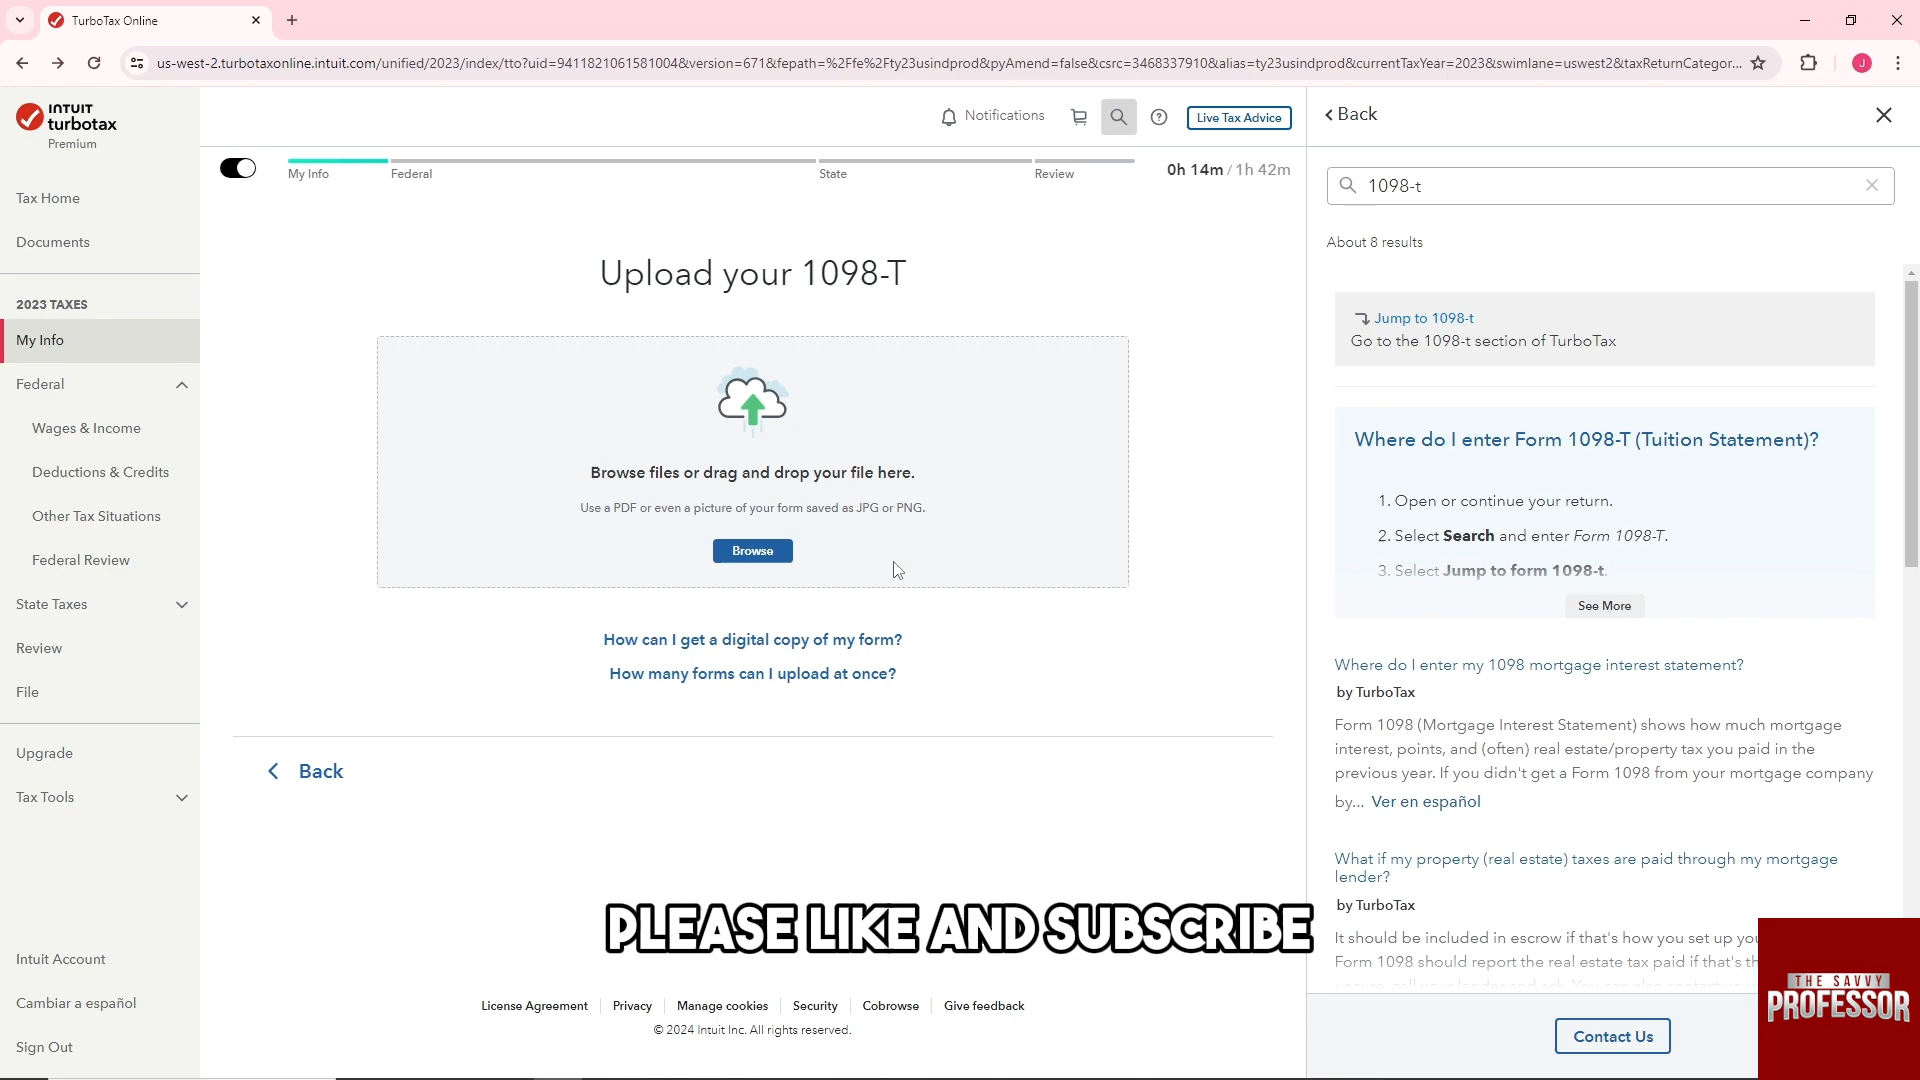 TurboTax Online
us-west-2.turbotaxonline.intuit.com/unified/2023/index/tto?uid=9411821061581004&version=671&fepath=%2Ffe%2Fty23usindprod&pyAmend=false&csrc=3468337910&alias=ty23usindprod&currentTaxYear=2023&swimlane=uswest2&taxReturnCategor...
J
INTUIT
turbotax
Premium
Tax Home
Documents
2023 TAXES
My Info
Federal
Wages & Income
Deductions & Credits
Other Tax Situations
Federal Review
State Taxes
Review
File
Upgrade
Tax Tools
Intuit Account
Cambiar a español
Sign Out
Notifications
Live Tax Advice
My Info
Federal
State
Review
0h 14m / 1h 42m
Upload your 1098-T
Browse files or drag and drop your file here.
Use a PDF or even a picture of your form saved as JPG or PNG.
Browse
How can I get a digital copy of my form?
How many forms can I upload at once?
Back
PLEASE LIKE AND SUBSCRIBE
License Agreement
Privacy
Manage cookies
Security
Cobrowse
Give feedback
© 2024 Intuit Inc. All rights reserved.
Back
1098-t
About 8 results
Jump to 1098-t
Go to the 1098-t section of TurboTax
Where do I enter Form 1098-T (Tuition Statement)?
1. Open or continue your return.
2. Select Search and enter Form 1098-T.
3. Select Jump to form 1098-t.
See More
Where do I enter my 1098 mortgage interest statement?
by TurboTax
Form 1098 (Mortgage Interest Statement) shows how much mortgage
interest, points, and (often) real estate/property tax you paid in the
previous year. If you didn't get a Form 1098 from your mortgage company
by... Ver en español
What if my property (real estate) taxes are paid through my mortgage
lender?
by TurboTax
It should be included in escrow if that's how you set up
Form 1098 should report the real estate tax paid if that's
Contact Us
THE SAVVY
PROFESSOR